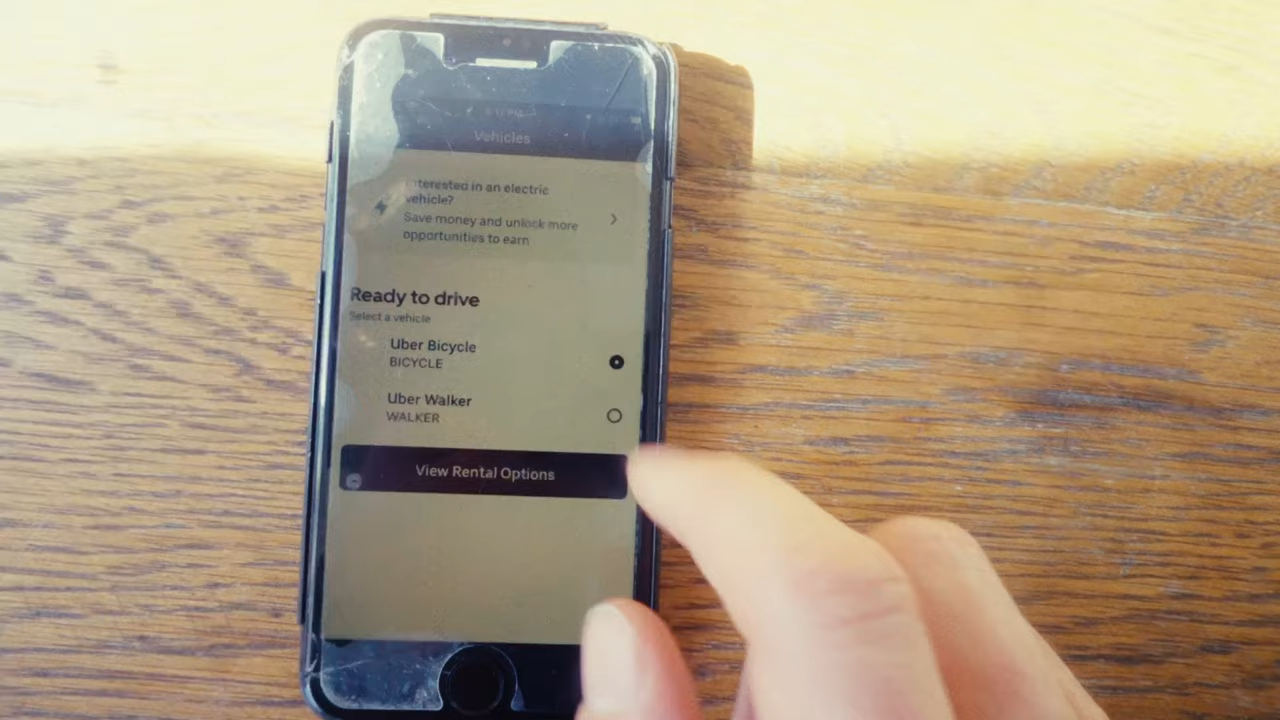 Vehicles
Interested in an electric
vehicle?
Save money and unlock more
opportunities to earn
Ready to drive
Select a vehicle
Uber Bicycle
BICYCLE
Uber Walker
WALKER
View Rental Options